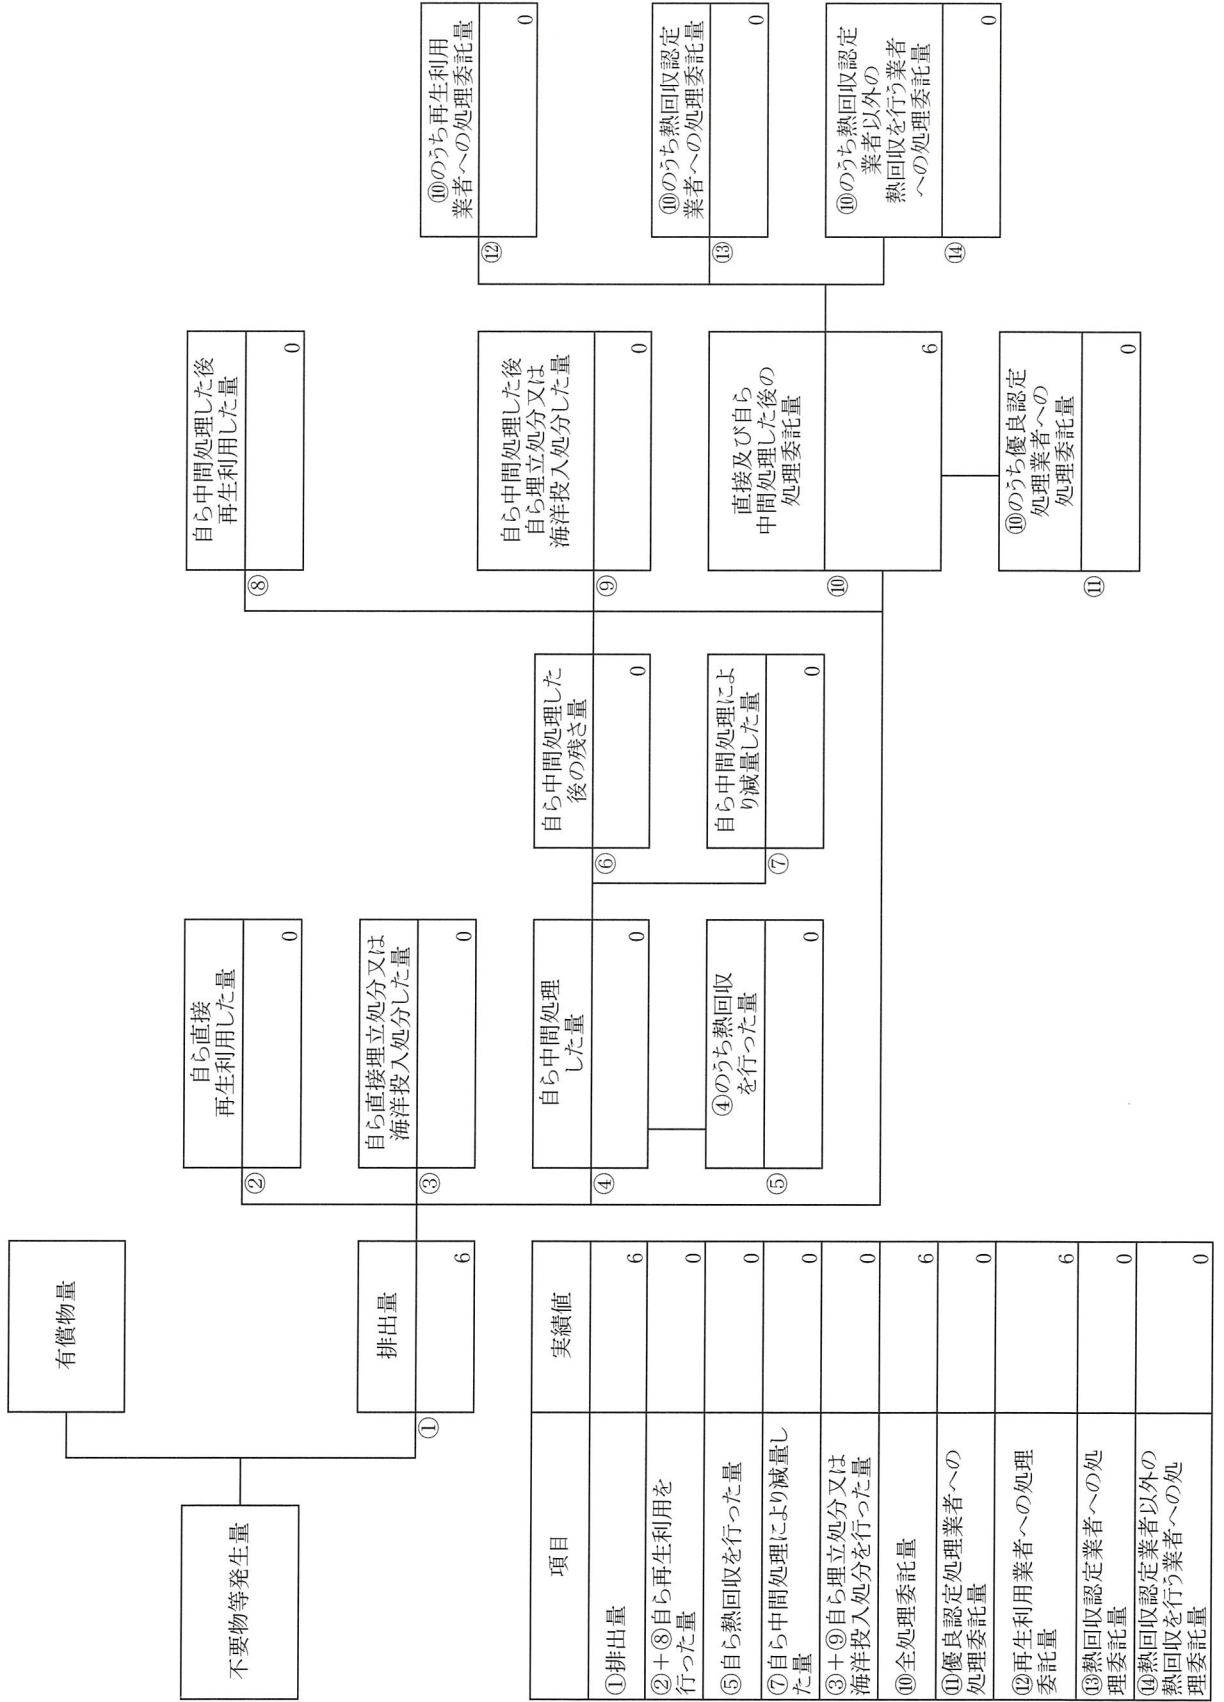 有償物量
不要物等発生量
排出量
①
6
自ら直接
再生利用した量
②
0
自ら直接埋立処分又は
海洋投入処分した量
③
0
自ら中間処理
した量
④
0
④のうち熱回収
を行った量
⑤
0
自ら中間処理した
後の残さ量
⑥
0
自ら中間処理によ
り減量した量
⑦
0
自ら中間処理した後
再生利用した量
⑧
0
自ら中間処理した後
自ら埋立処分又は
海洋投入処分した量
⑨
0
直接及び自ら
中間処理した後の
処理委託量
⑩
6
⑩のうち優良認定
処理業者への
処理委託量
⑪
0
⑩のうち再生利用
業者への処理委託量
⑫
0
⑩のうち熱回収認定
業者への処理委託量
⑬
0
⑩のうち熱回収認定
業者以外の
熱回収を行う業者
への処理委託量
⑭
0
項目 実績値
①排出量 6
②+⑧自ら再生利用を
行った量 0
⑤自ら熱回収を行った量 0
⑦自ら中間処理により減量し
た量 0
③+⑨自ら埋立処分又は
海洋投入処分を行った量 0
⑩全処理委託量 6
⑪優良認定処理業者への
処理委託量 0
⑫再生利用業者への処理
委託量 6
⑬熱回収認定業者への処
理委託量 0
⑭熱回収認定業者以外の
熱回収を行う業者への処
理委託量 0